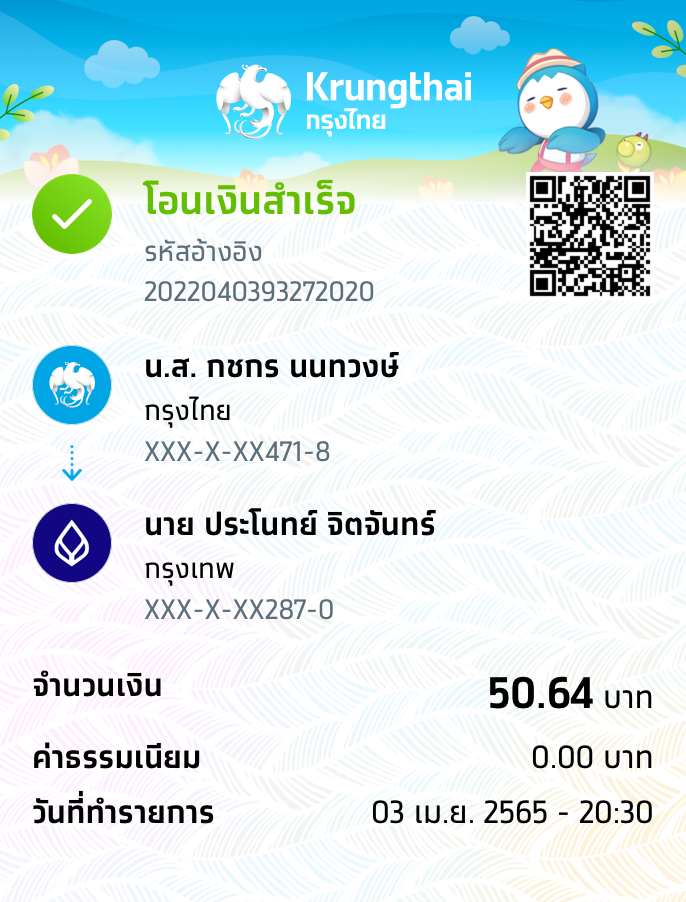 Krungthai
กรุงไทย
โอนเงินสำเร็จ
รหัสอ้างอิง
2022040393272020
น.ส. กชกร นนทวงษ์
กรุงไทย
XXX-X-XX471-8
นาย ประโนทย์ จิตจันทร์
กรุงเทพ
XXX-X-XX287-0
จำนวนเงิน 50.64 บาท
ค่าธรรมเนียม 0.00 บาท
วันที่ทำรายการ 03 เม.ย. 2565 - 20:30